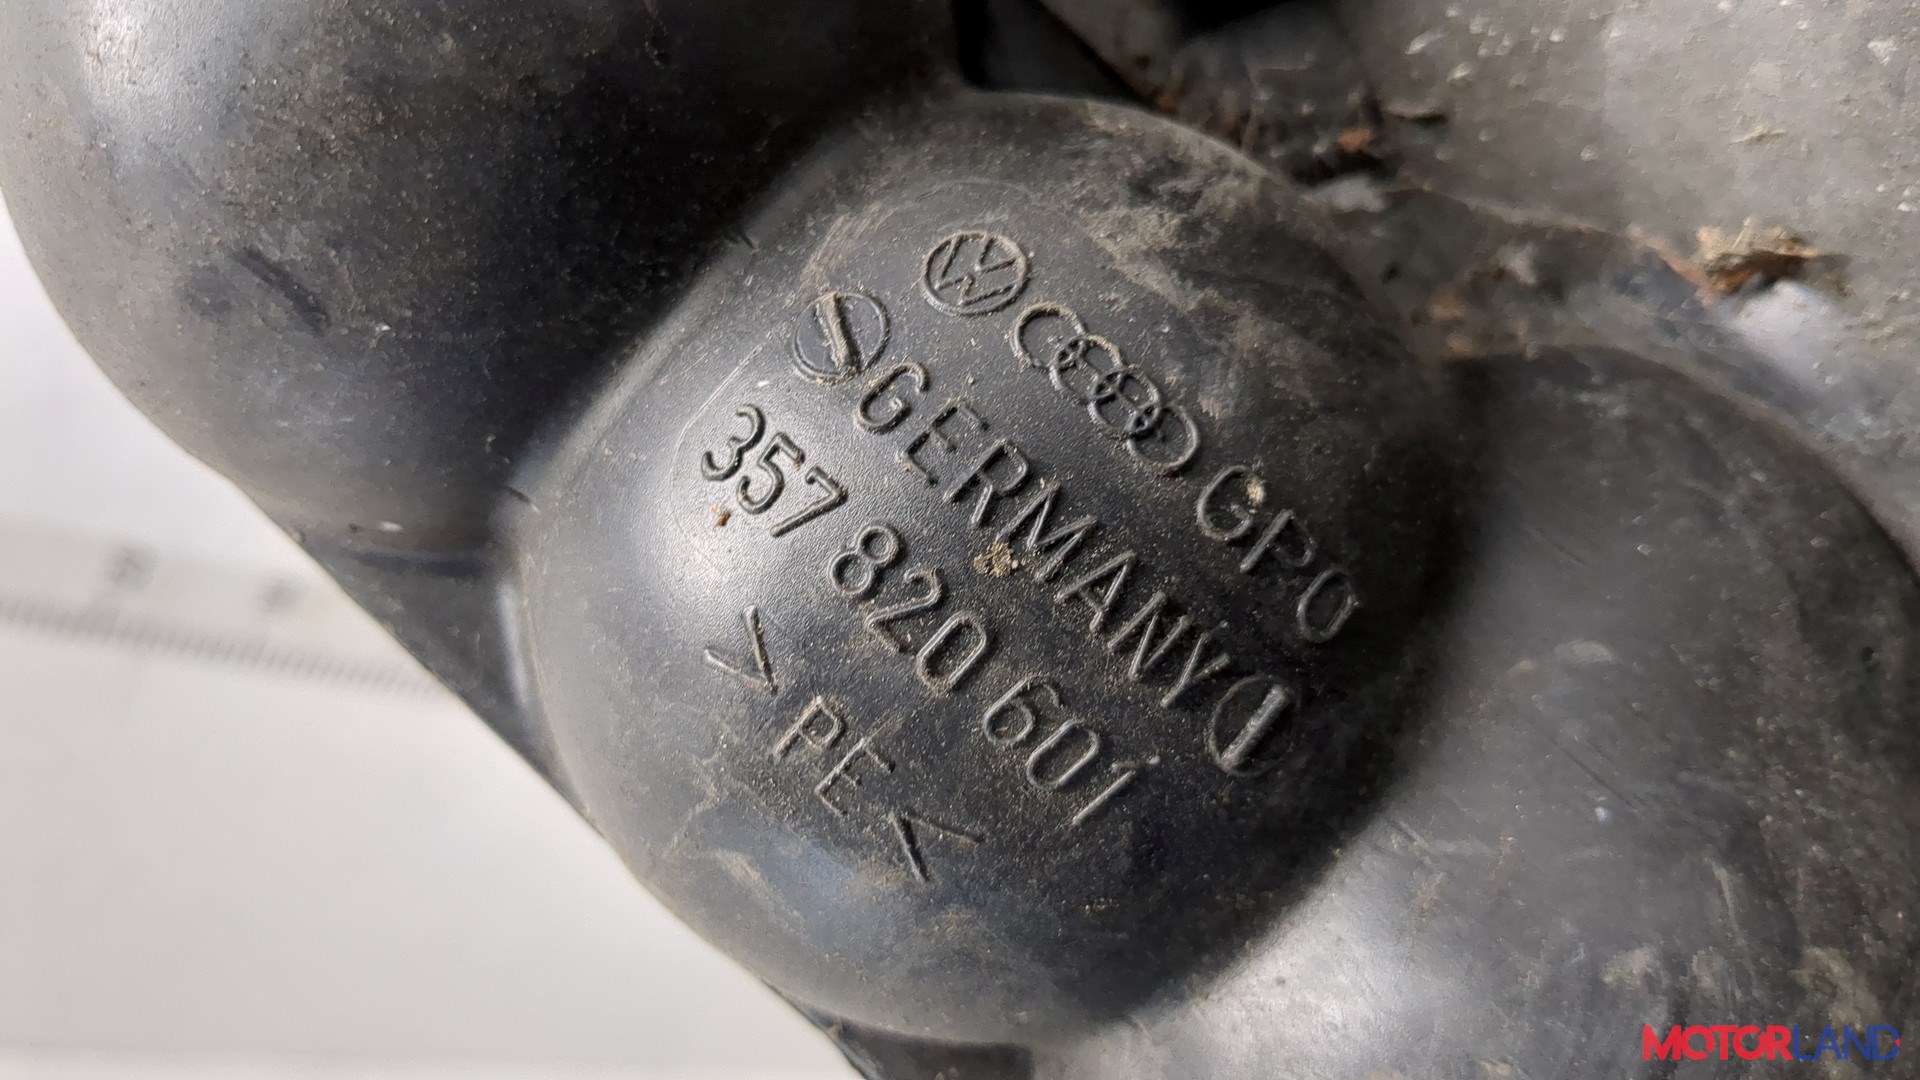 GPO
GERMANY
357 820 601
>PE<
MOTORLAND